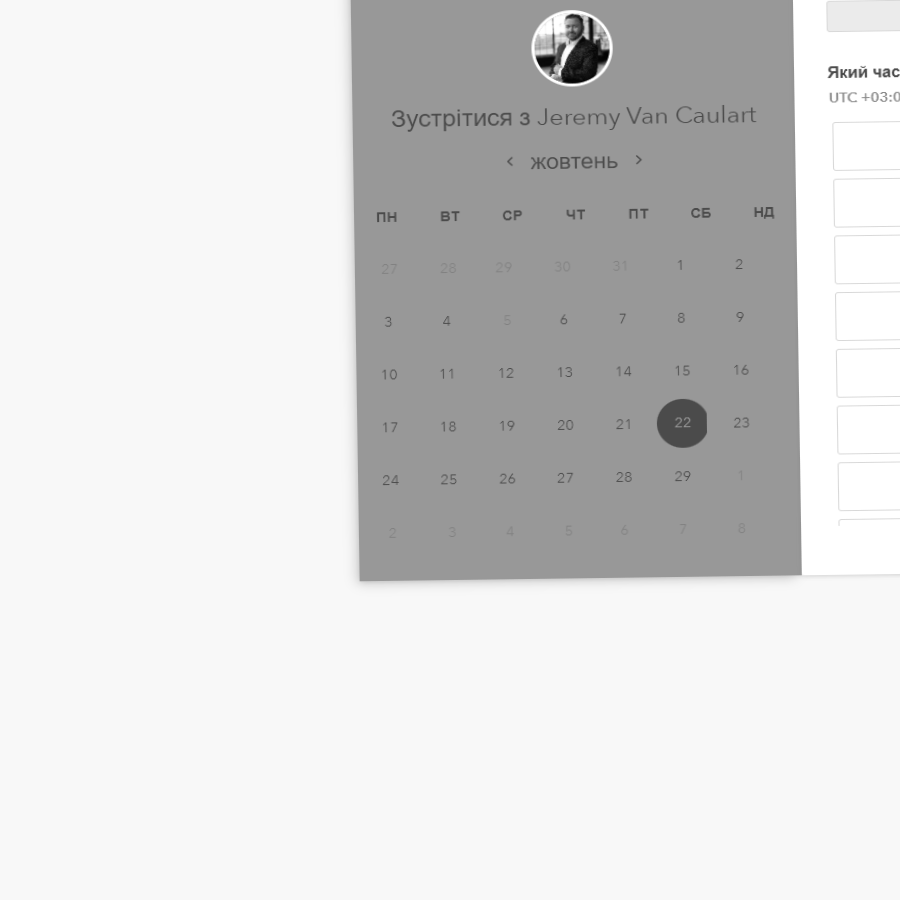 Зустрітися з Jeremy Van Caulart
‹ жовтень ›
ПН ВТ СР ЧТ ПТ СБ НД
27 28 29 30 31 1 2
3 4 5 6 7 8 9
10 11 12 13 14 15 16
17 18 19 20 21 22 23
24 25 26 27 28 29 1
2 3 4 5 6 7 8
Який час
UTC +03:0